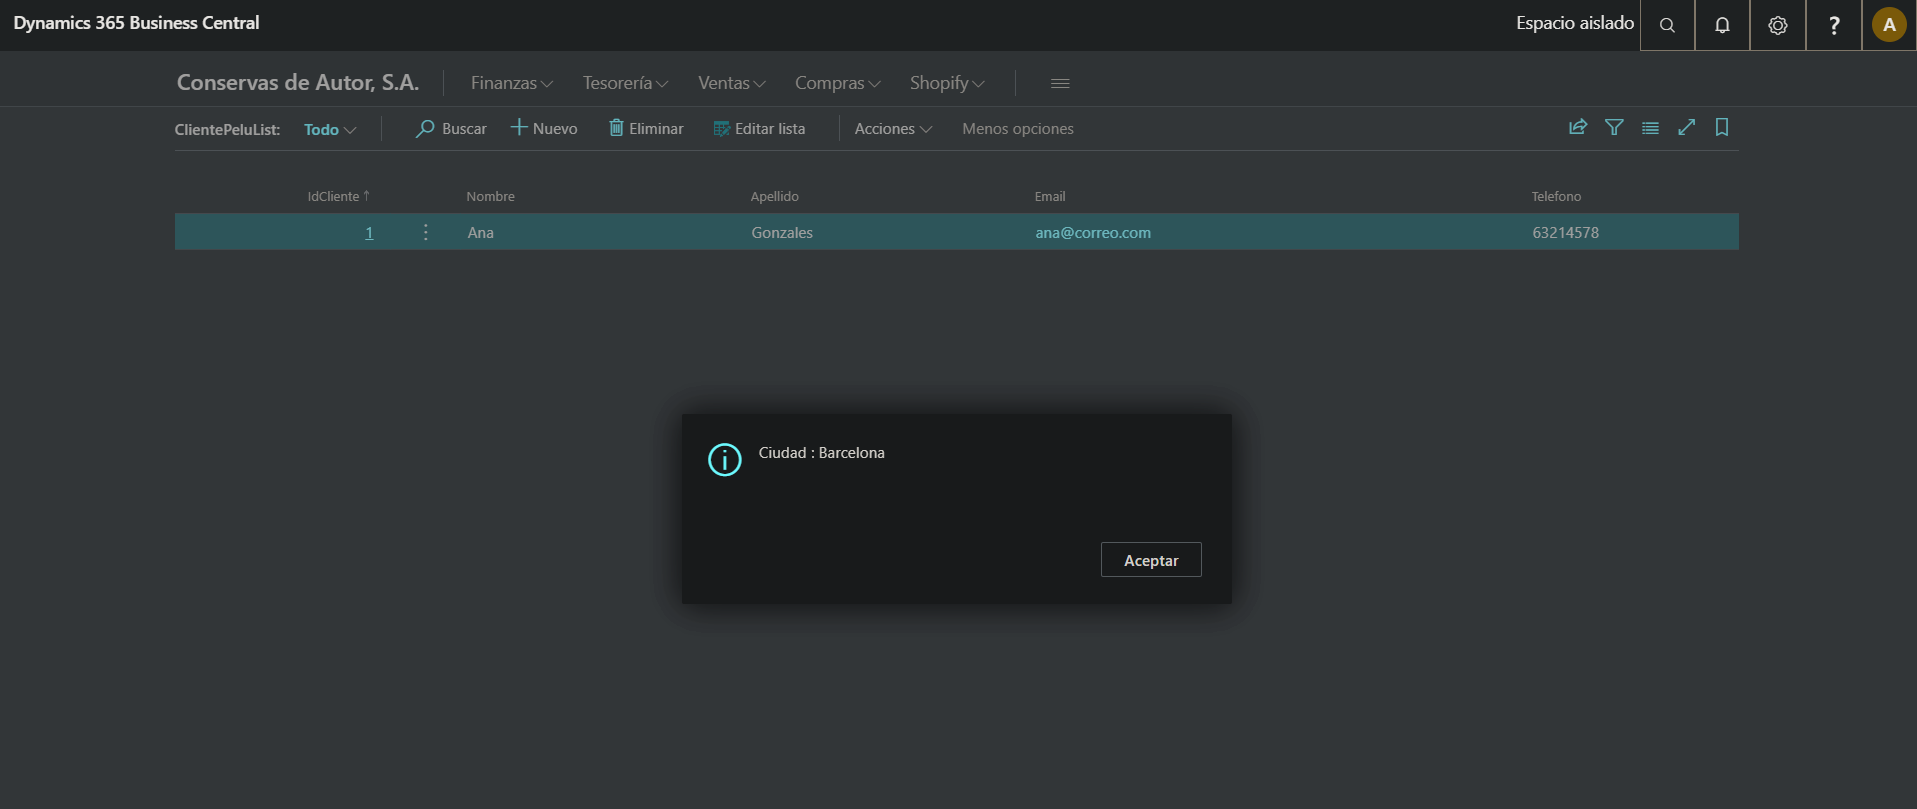 Dynamics 365 Business Central
Espacio aislado
?
A
Conservas de Autor, S.A.
Finanzas
Tesorería
Ventas
Compras
Shopify
ClientePeluList:
Todo
Buscar
Nuevo
Eliminar
Editar lista
Acciones
Menos opciones
IdCliente ↑
Nombre
Apellido
Email
Telefono
1
Ana
Gonzales
ana@correo.com
63214578
Ciudad : Barcelona
Aceptar